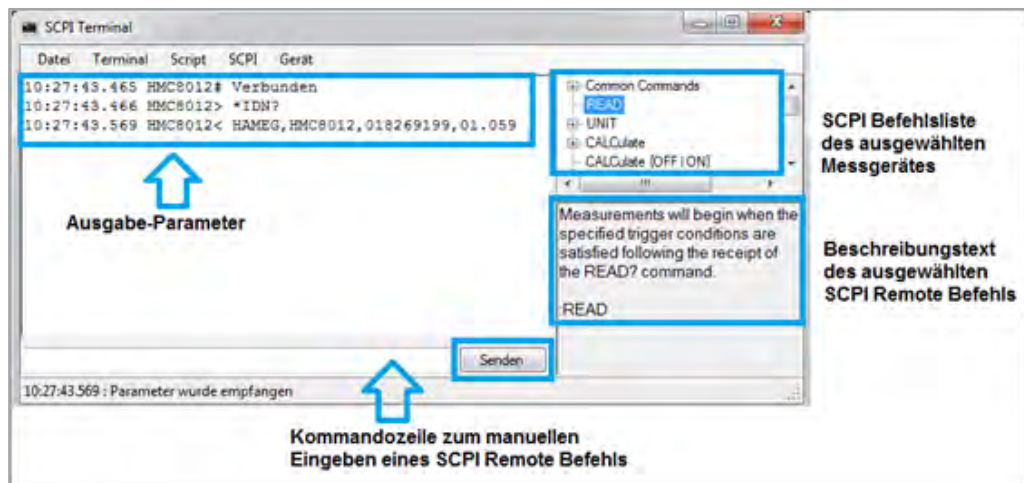 SCPI Terminal
Datei Terminal Script SCPI Gerät
10:27:43.465 HMC8012# Verbunden
10:27:43.466 HMC8012> *IDN?
10:27:43.569 HMC8012< HAMEG,HMC8012,018269199,01.059
Ausgabe-Parameter
Common Commands
READ
UNIT
CALCulate
CALCulate [OFF | ON]
SCPI Befehlsliste
des ausgewählten
Messgerätes
Measurements will begin when the
specified trigger conditions are
satisfied following the receipt of
the READ? command.
:READ
Beschreibungstext
des ausgewählten
SCPI Remote Befehls
Senden
10:27:43.569 : Parameter wurde empfangen
Kommandozeile zum manuellen
Eingeben eines SCPI Remote Befehls